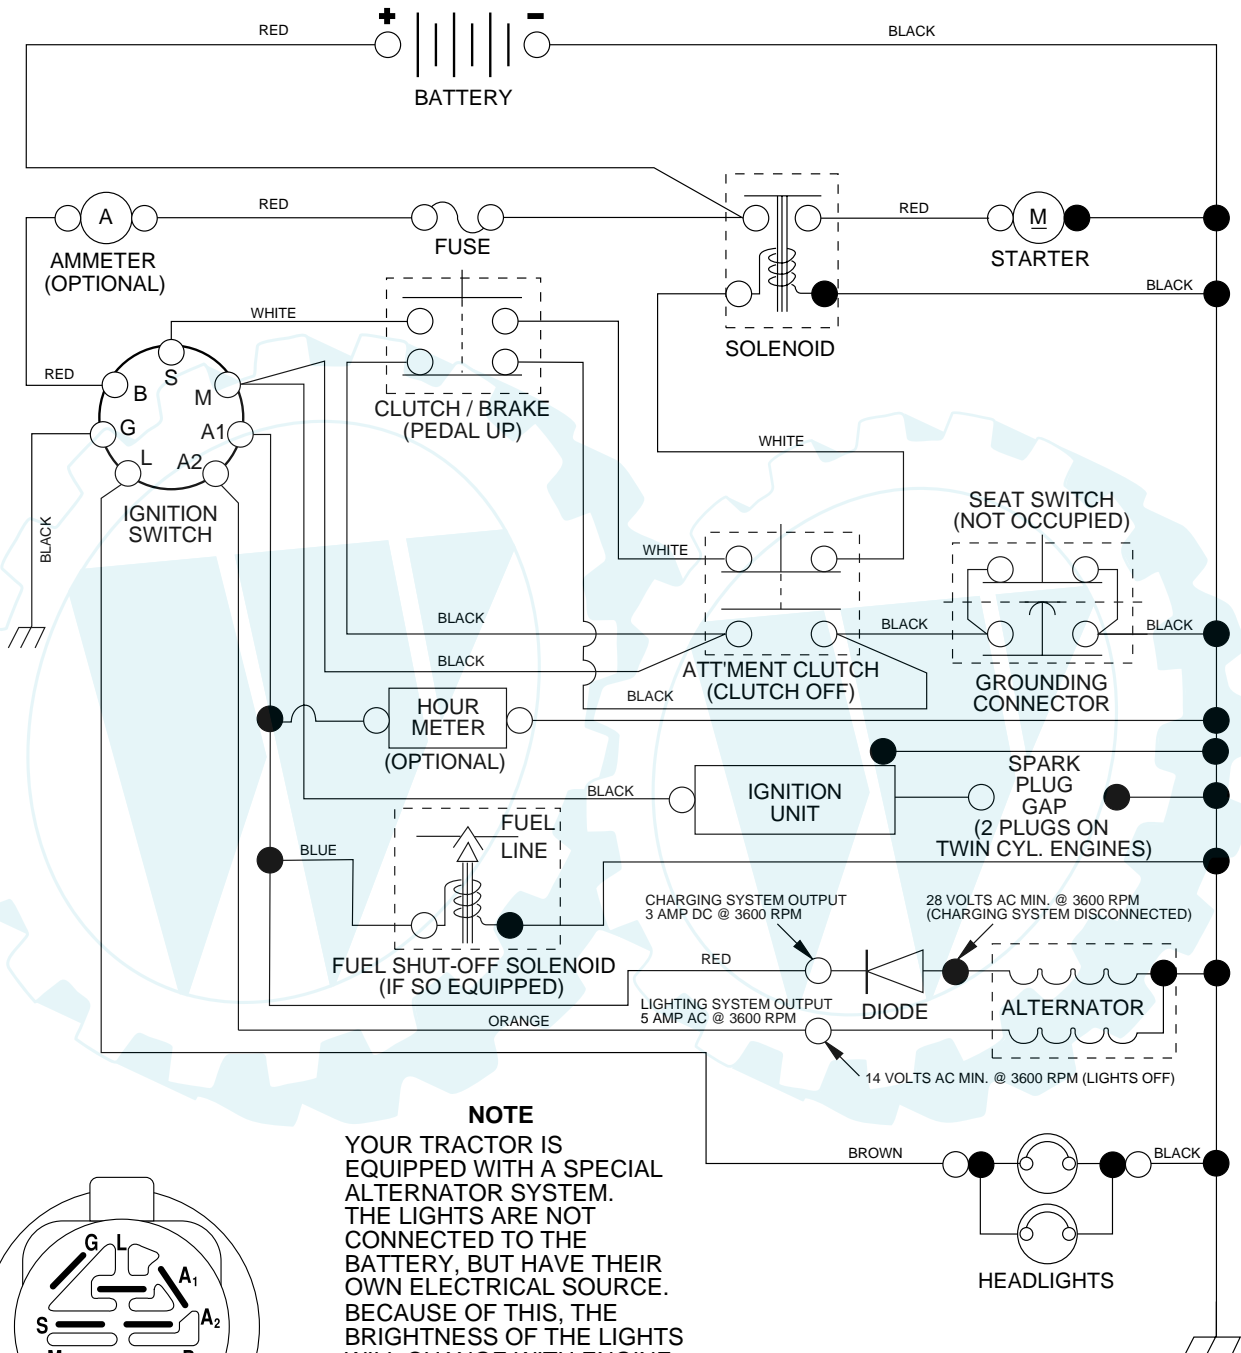 + −
RED
BLACK
BATTERY
A
RED
FUSE
RED
M
AMMETER
(OPTIONAL)
STARTER
BLACK
WHITE
SOLENOID
RED
S
B
M
G
A1
L
A2
CLUTCH / BRAKE
(PEDAL UP)
WHITE
IGNITION
SWITCH
BLACK
SEAT SWITCH
(NOT OCCUPIED)
WHITE
BLACK
BLACK
BLACK
BLACK
ATT'MENT CLUTCH
(CLUTCH OFF)
GROUNDING
CONNECTOR
BLACK
HOUR
METER
(OPTIONAL)
BLACK
IGNITION
UNIT
SPARK
PLUG
GAP
(2 PLUGS ON
TWIN CYL. ENGINES)
FUEL
LINE
BLUE
CHARGING SYSTEM OUTPUT
3 AMP DC @ 3600 RPM
28 VOLTS AC MIN. @ 3600 RPM
(CHARGING SYSTEM DISCONNECTED)
FUEL SHUT-OFF SOLENOID
(IF SO EQUIPPED)
RED
DIODE
ALTERNATOR
LIGHTING SYSTEM OUTPUT
5 AMP AC @ 3600 RPM
ORANGE
14 VOLTS AC MIN. @ 3600 RPM (LIGHTS OFF)
NOTE
YOUR TRACTOR IS
EQUIPPED WITH A SPECIAL
ALTERNATOR SYSTEM.
THE LIGHTS ARE NOT
CONNECTED TO THE
BATTERY, BUT HAVE THEIR
OWN ELECTRICAL SOURCE.
BECAUSE OF THIS, THE
BRIGHTNESS OF THE LIGHTS
WILL CHANGE WITH ENGINE
BROWN
BLACK
HEADLIGHTS
G L
A1
A2
S
M
B